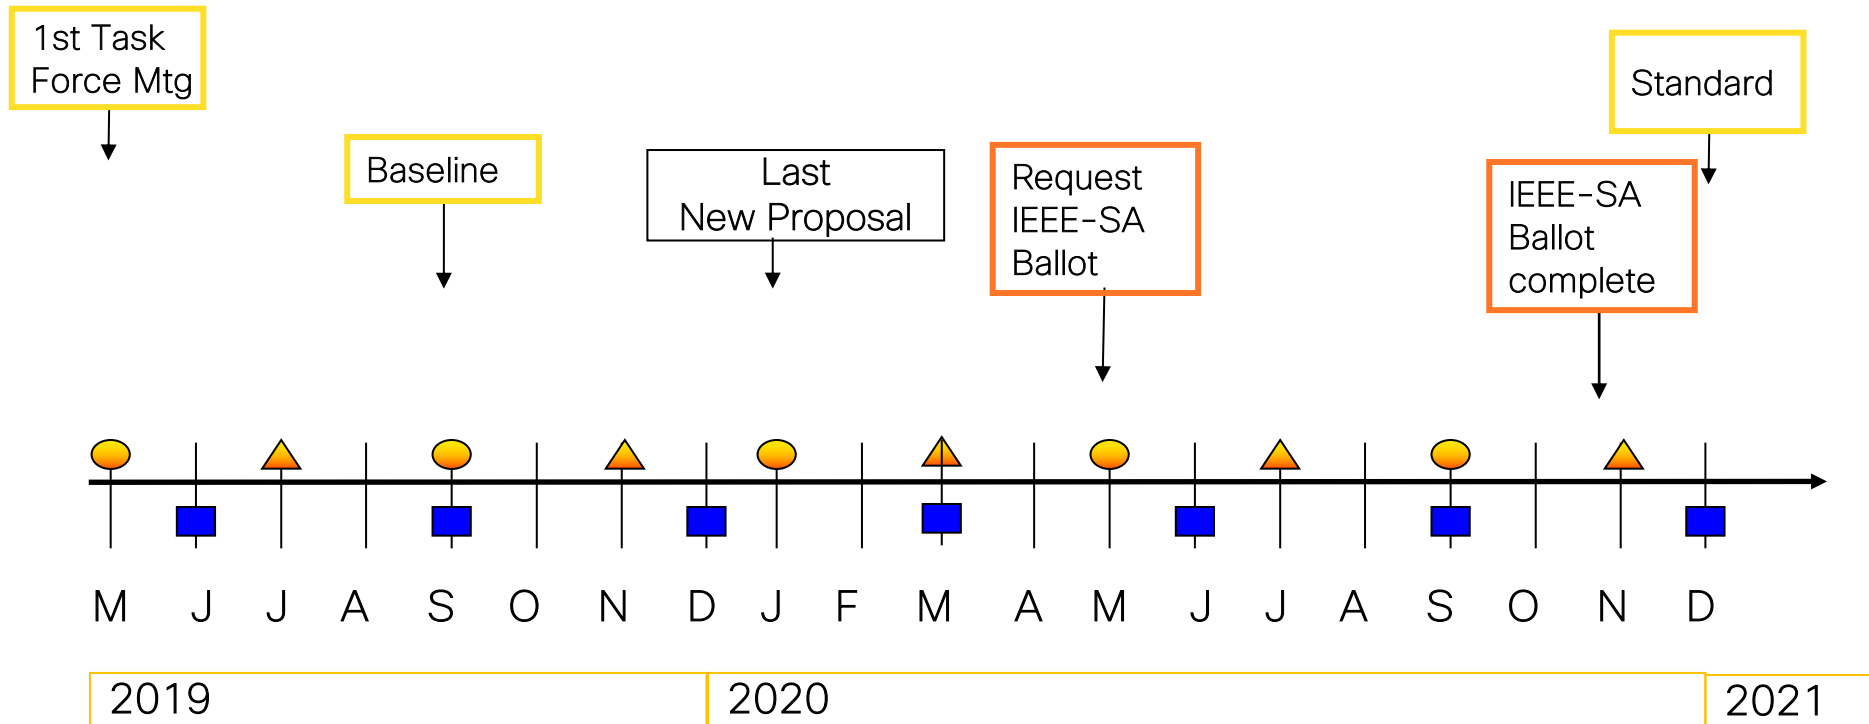 1st Task
Force Mtg
Baseline
Last
New Proposal
Request
IEEE-SA
Ballot
IEEE-SA
Ballot
complete
Standard
M J J A S O N D J F M A M J J A S O N D
2019 2020 2021